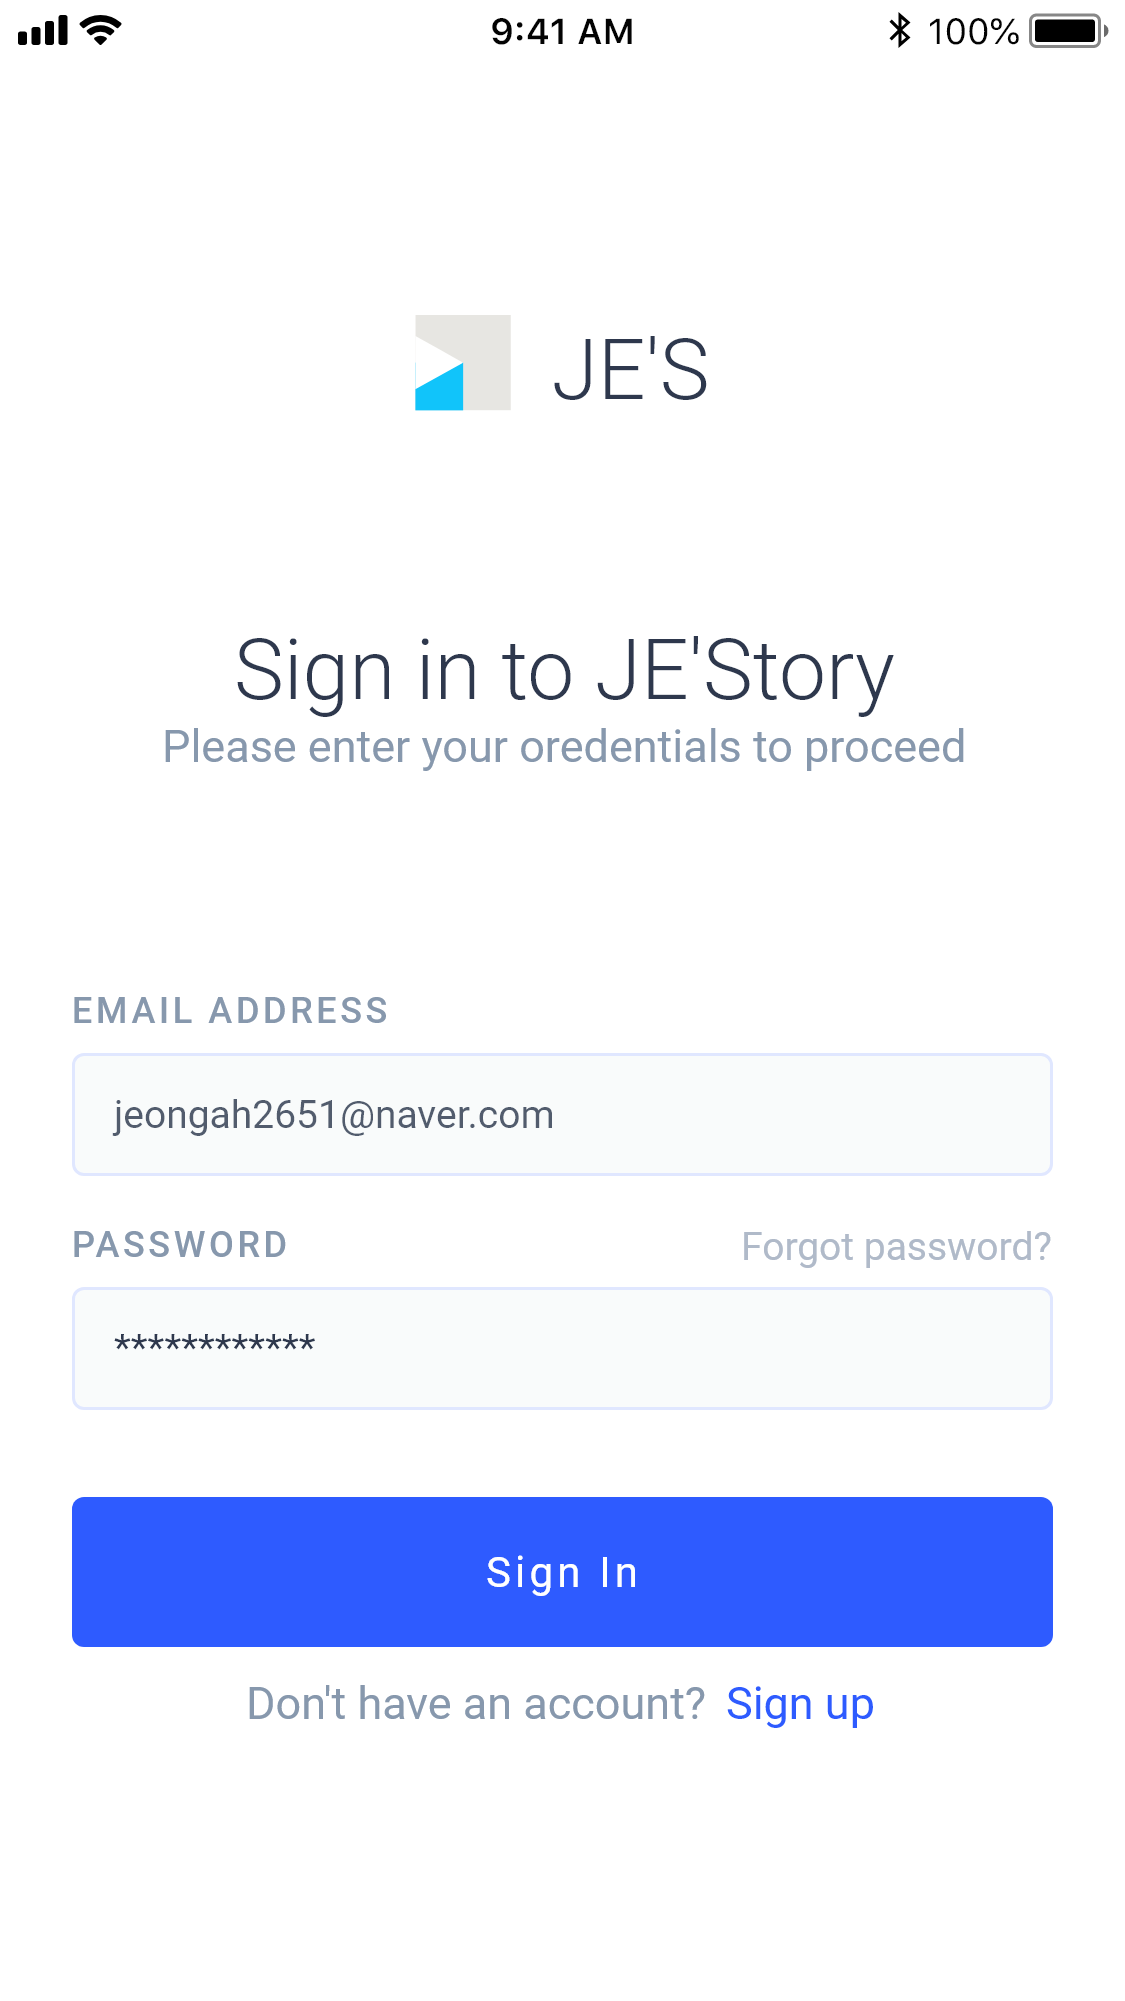 9:41 AM
100%
JE'S
Sign in to JE'Story
Please enter your oredentials to proceed
EMAIL ADDRESS
jeongah2651@naver.com
PASSWORD
Forgot password?
************
Sign In
Don't have an account? Sign up